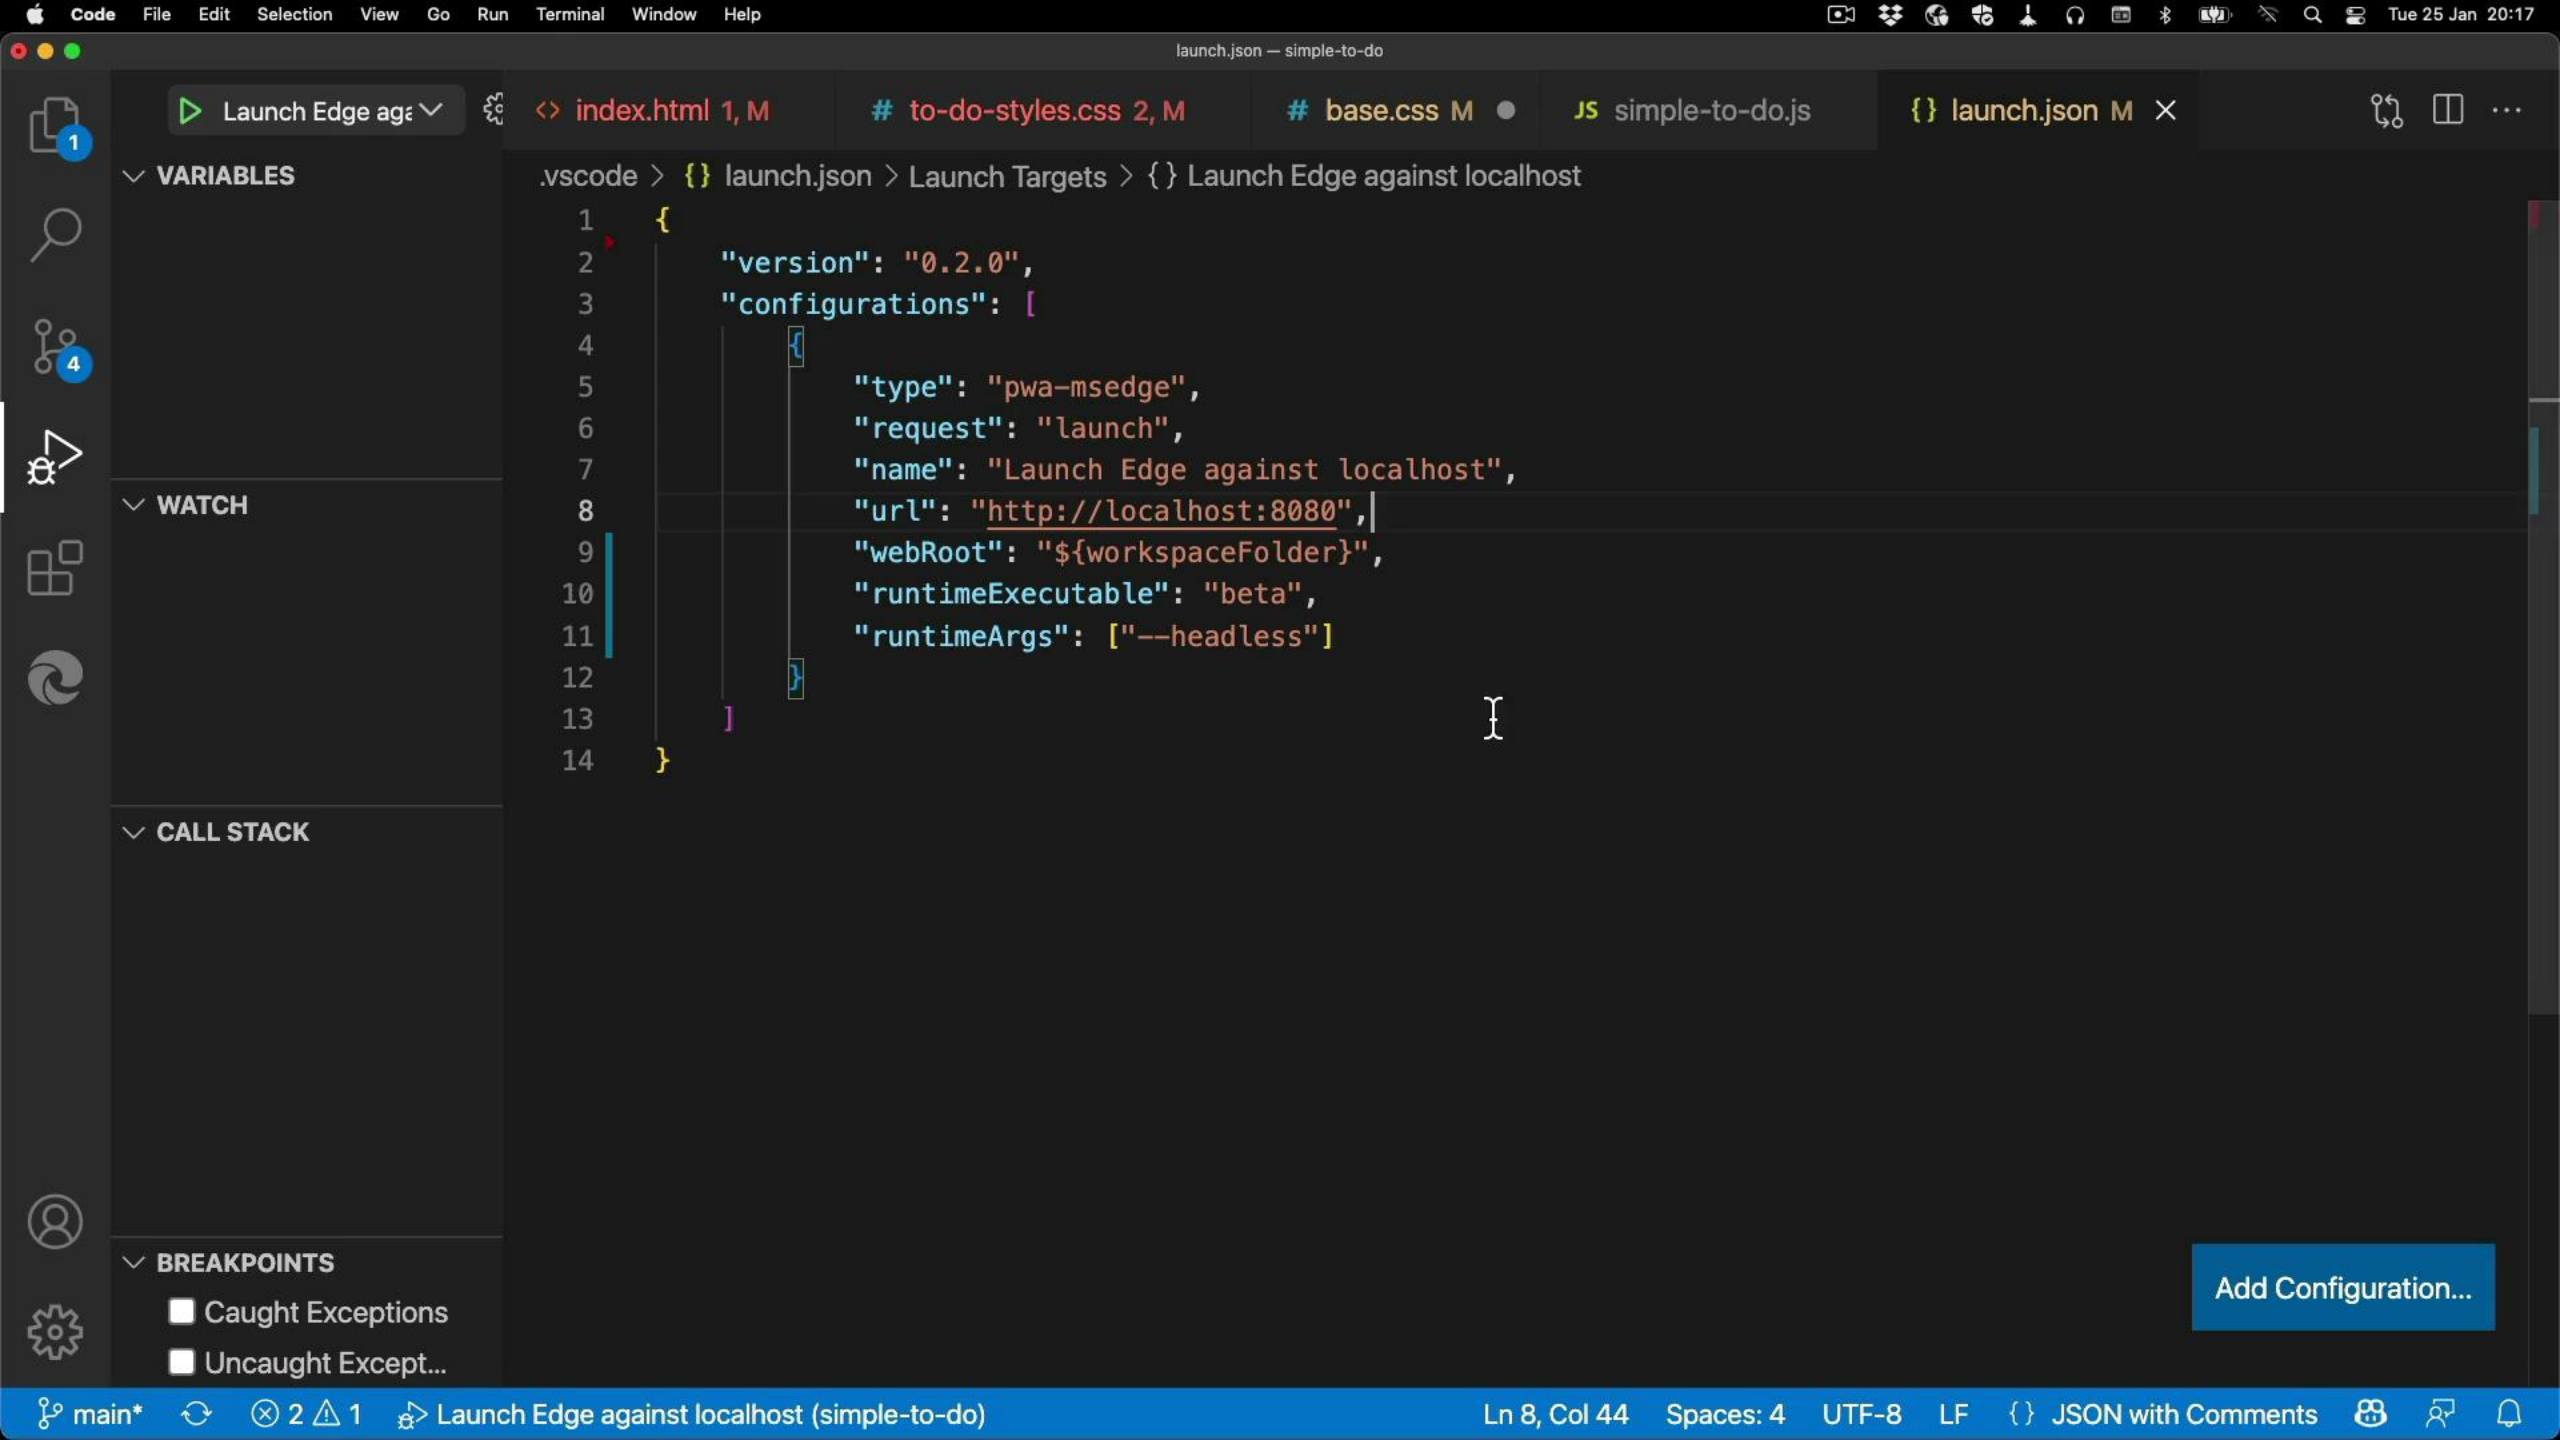 Code File Edit Selection View Go Run Terminal Window Help Tue 25 Jan 20:17
launch.json — simple-to-do
Launch Edge aga
index.html 1, M # to-do-styles.css 2, M # base.css M JS simple-to-do.js {} launch.json M
.vscode > {} launch.json > Launch Targets > {} Launch Edge against localhost
1
4
VARIABLES
WATCH
CALL STACK
BREAKPOINTS
Caught Exceptions
Uncaught Except...
1 {
2 "version": "0.2.0",
3 "configurations": [
4 {
5 "type": "pwa-msedge",
6 "request": "launch",
7 "name": "Launch Edge against localhost",
8 "url": "http://localhost:8080",
9 "webRoot": "${workspaceFolder}",
10 "runtimeExecutable": "beta",
11 "runtimeArgs": ["--headless"]
12 }
13 ]
14 }
Add Configuration...
main* 2 1 Launch Edge against localhost (simple-to-do) Ln 8, Col 44 Spaces: 4 UTF-8 LF {} JSON with Comments